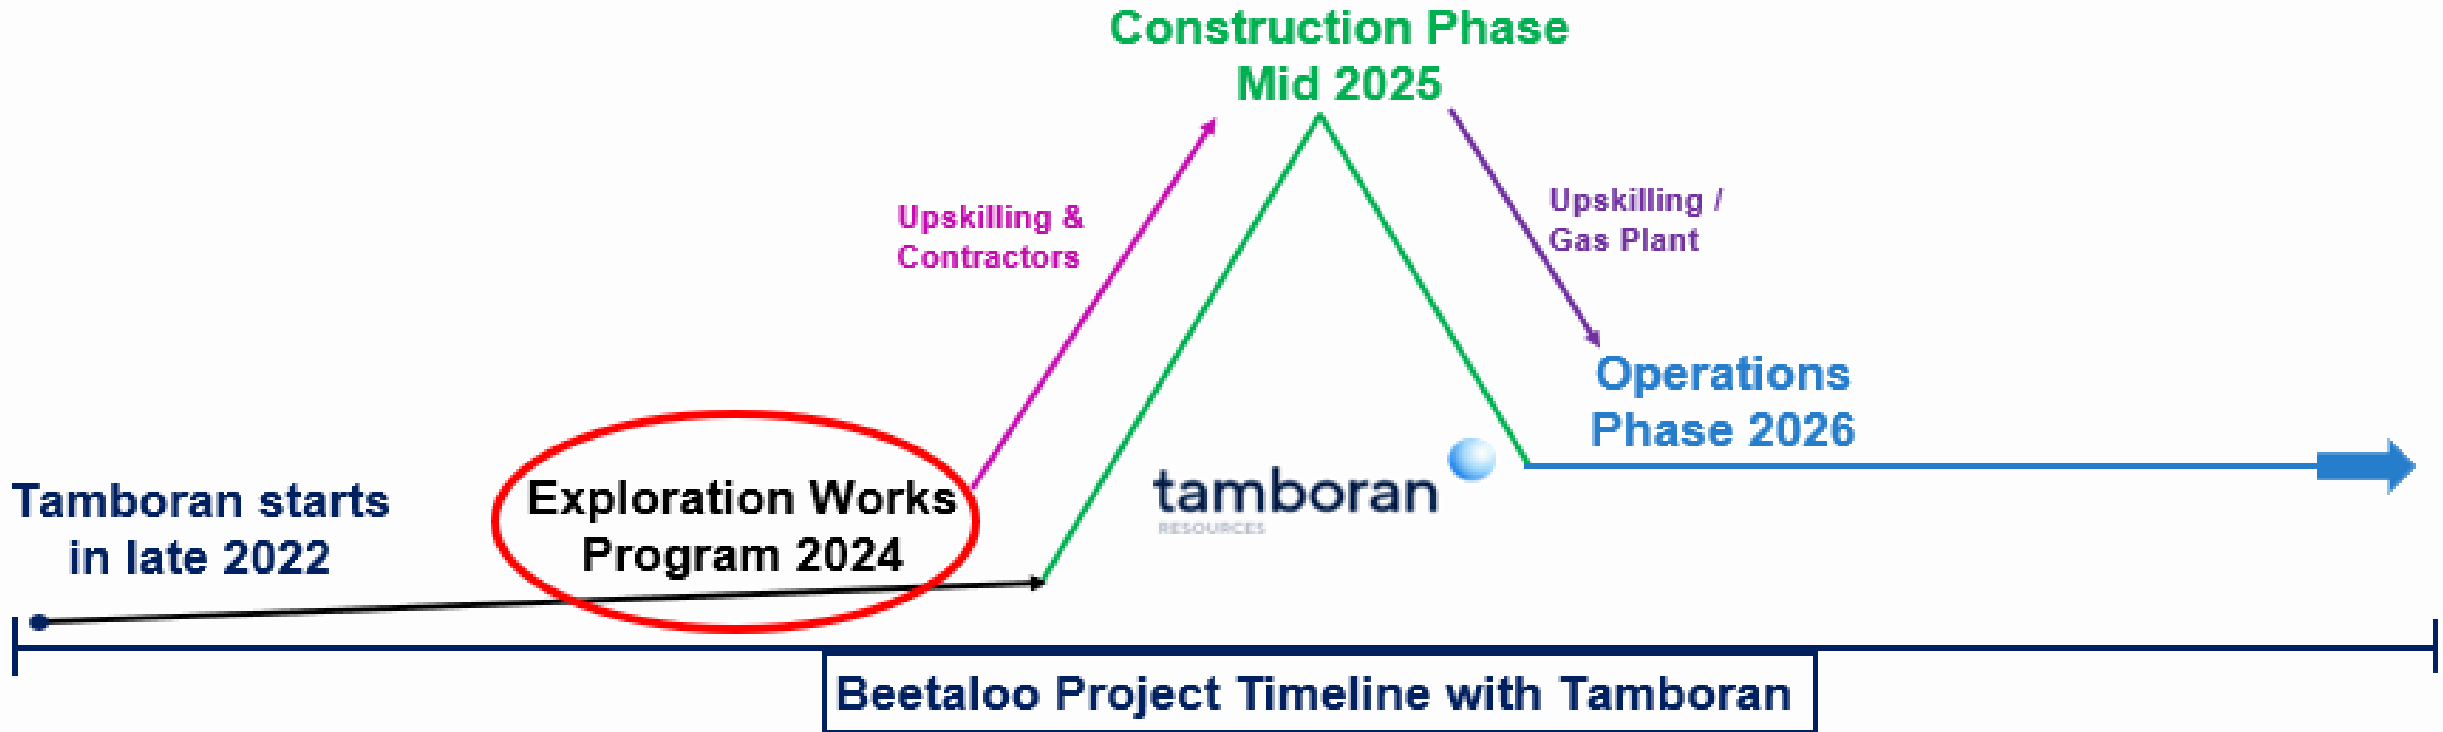 Construction Phase
Mid 2025
Upskilling &
Contractors
Upskilling /
Gas Plant
Operations
Phase 2026
Tamboran starts
in late 2022
Exploration Works
Program 2024
tamboran
RESOURCES
Beetaloo Project Timeline with Tamboran